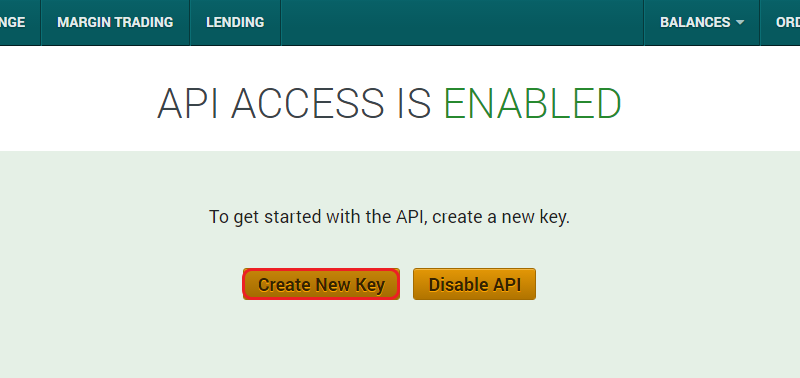 NGE MARGIN TRADING LENDING BALANCES ORD
API ACCESS IS ENABLED
To get started with the API, create a new key.
Create New Key Disable API